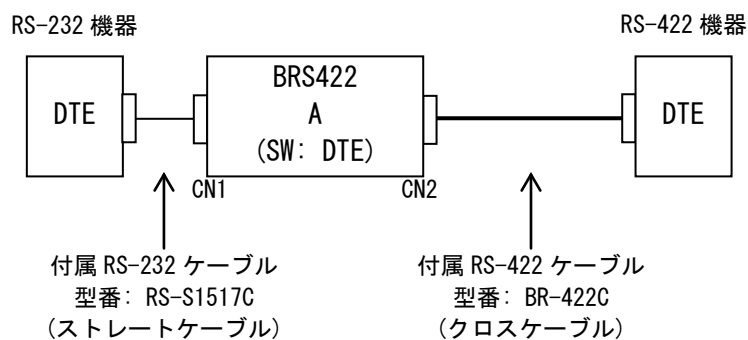 RS-232 機器
RS-422 機器
DTE
BRS422
A
(SW: DTE)
DTE
CN1
CN2
付属 RS-232 ケーブル
型番: RS-S1517C
(ストレートケーブル)
付属 RS-422 ケーブル
型番: BR-422C
(クロスケーブル)